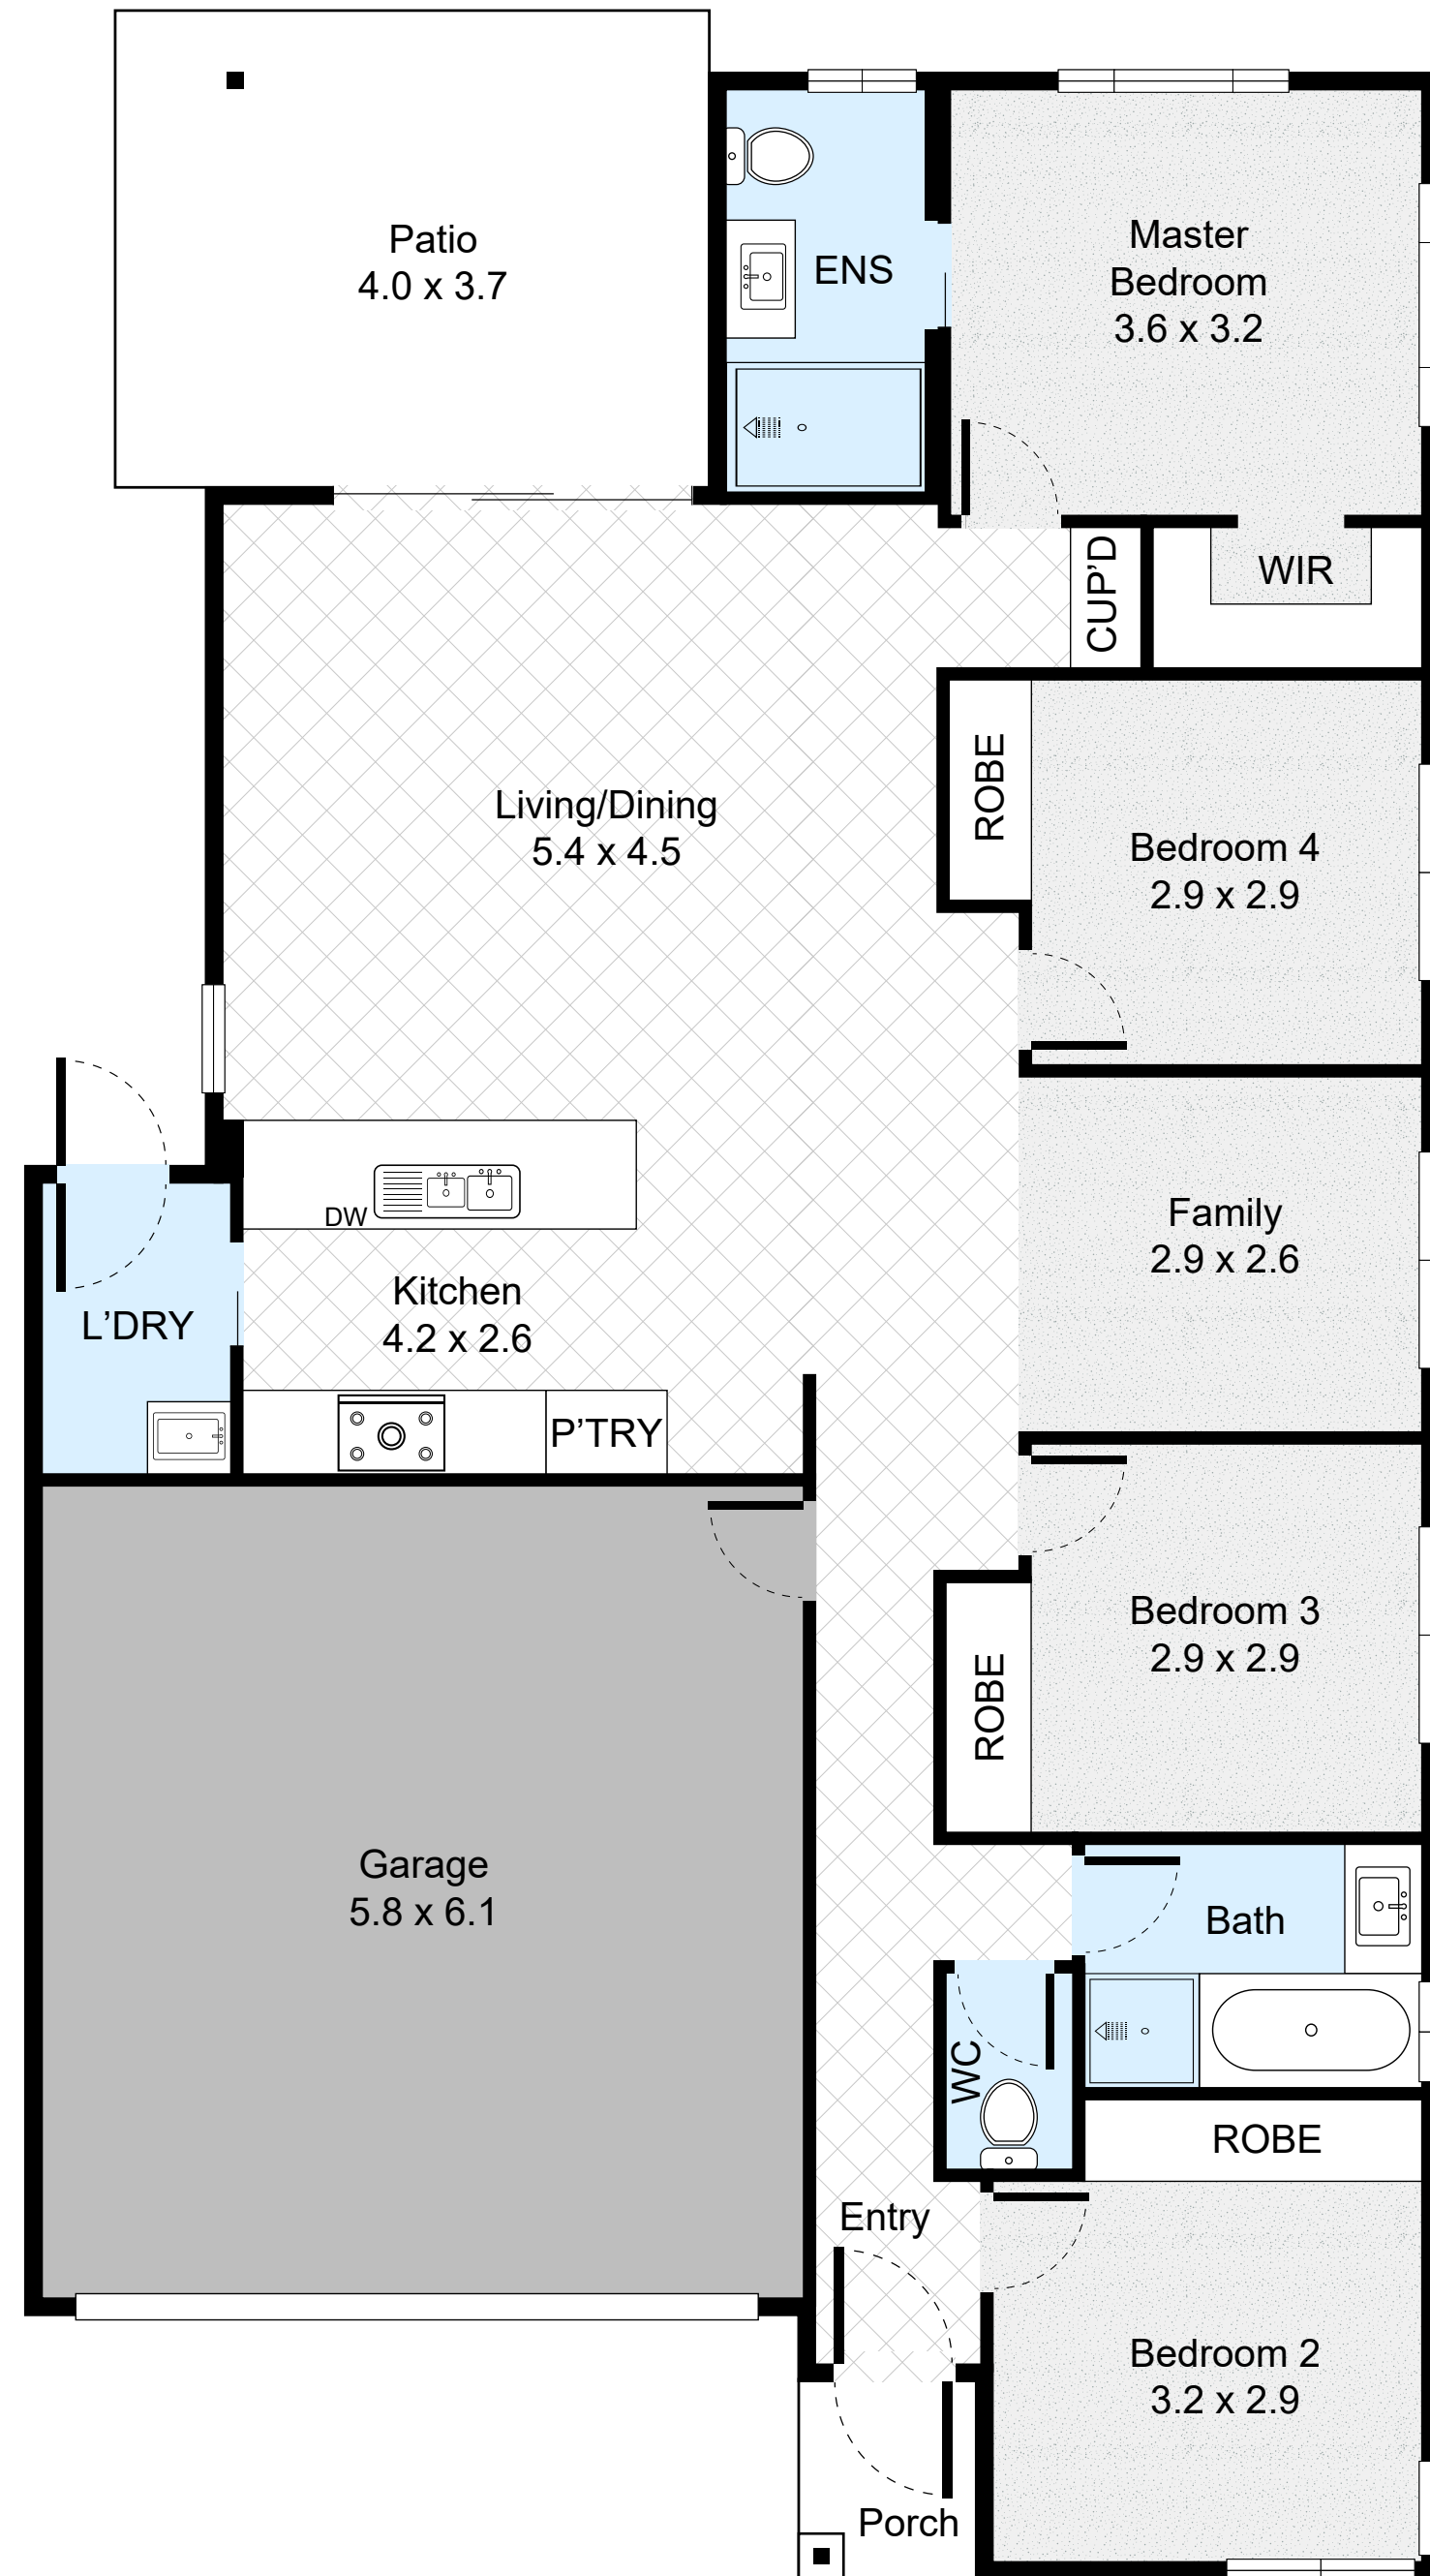 Patio
4.0 x 3.7
ENS
Master
Bedroom
3.6 x 3.2
CUP'D
WIR
ROBE
Living/Dining
5.4 x 4.5
Bedroom 4
2.9 x 2.9
DW
Family
2.9 x 2.6
Kitchen
4.2 x 2.6
L'DRY
P'TRY
Bedroom 3
2.9 x 2.9
ROBE
Garage
5.8 x 6.1
Bath
WC
ROBE
Entry
Bedroom 2
3.2 x 2.9
Porch